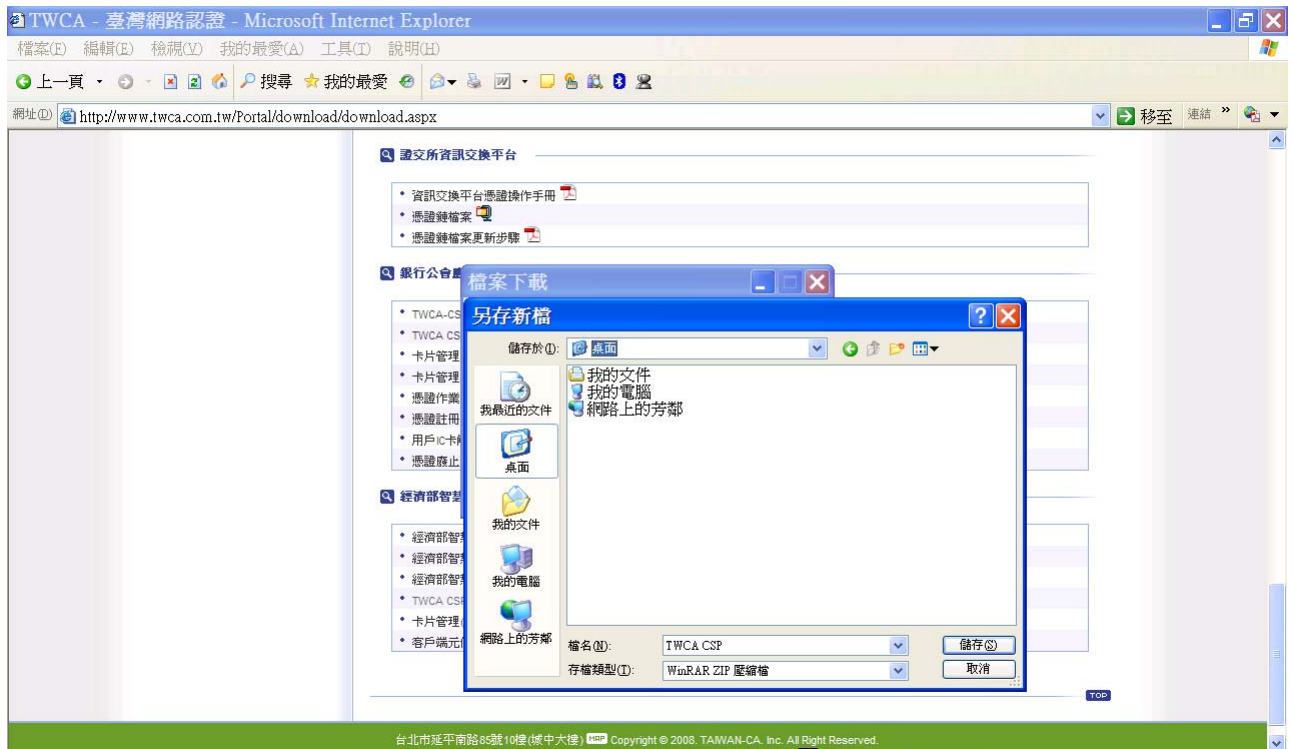 TWCA - 臺灣網路認證 - Microsoft Internet Explorer
檔案(F) 編輯(E) 檢視(V) 我的最愛(A) 工具(T) 說明(H)
上一頁 搜尋 我的最愛
網址(D) http://www.twca.com.tw/Portal/download/download.aspx 移至 連結 »
證交所資訊交換平台
• 資訊交換平台憑證操作手冊
• 憑證鏈檔案
• 憑證鏈檔案更新步驟
銀行公會
檔案下載
• TWCA-CS
另存新檔
• TWCA CS
儲存於(I): 桌面
• 卡片管理
我的文件
• 卡片管理
我的電腦
• 憑證作業
網路上的芳鄰
我最近的文件
• 憑證註冊
• 用戶IC卡
桌面
• 憑證廢止
經濟部智慧
我的文件
• 經濟部智
• 經濟部智
• 經濟部智
我的電腦
• TWCA CSP
• 卡片管理
網路上的芳鄰
• 客戶端元
檔名(N): TWCA CSP 儲存(S)
存檔類型(T): WinRAR ZIP 壓縮檔 取消
TOP
台北市延平南路85號10樓(城中大樓) MAP Copyright © 2008. TAIWAN-CA. Inc. All Right Reserved.